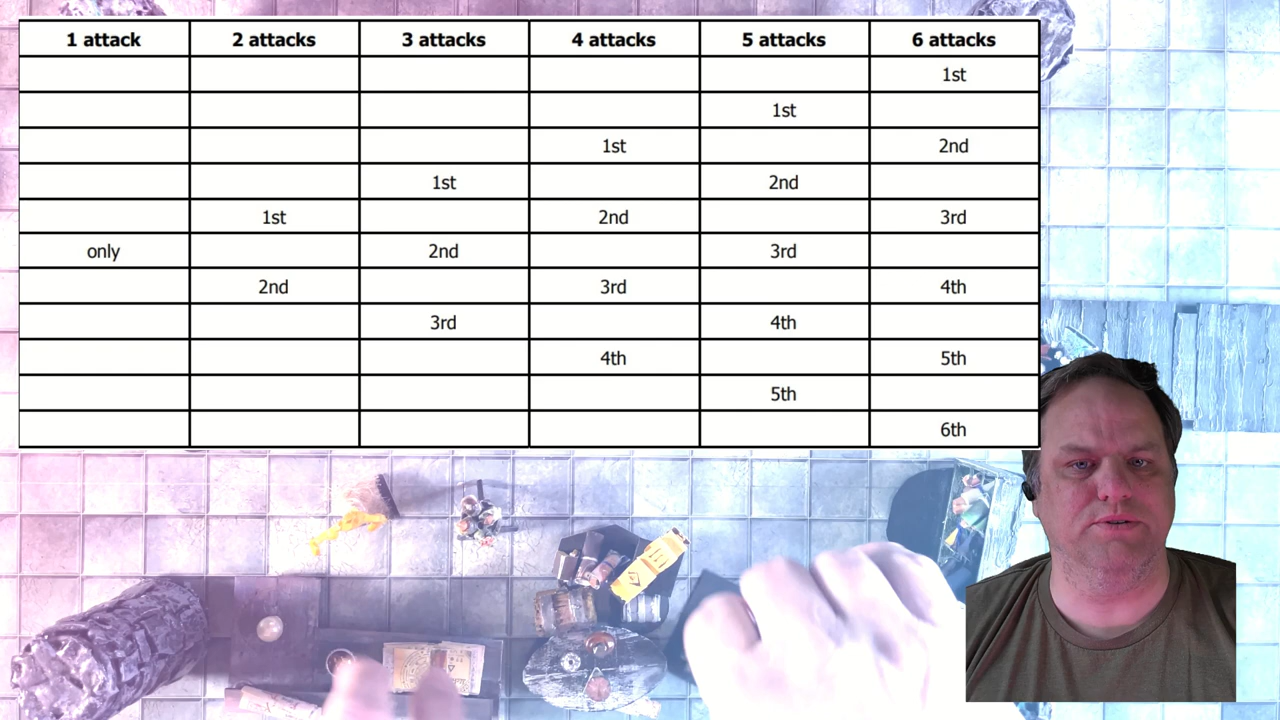 1 attack 2 attacks 3 attacks 4 attacks 5 attacks 6 attacks
1st
1st
1st 2nd
1st 2nd
1st 2nd 3rd
only 2nd 3rd
2nd 3rd 4th
3rd 4th
4th 5th
5th
6th